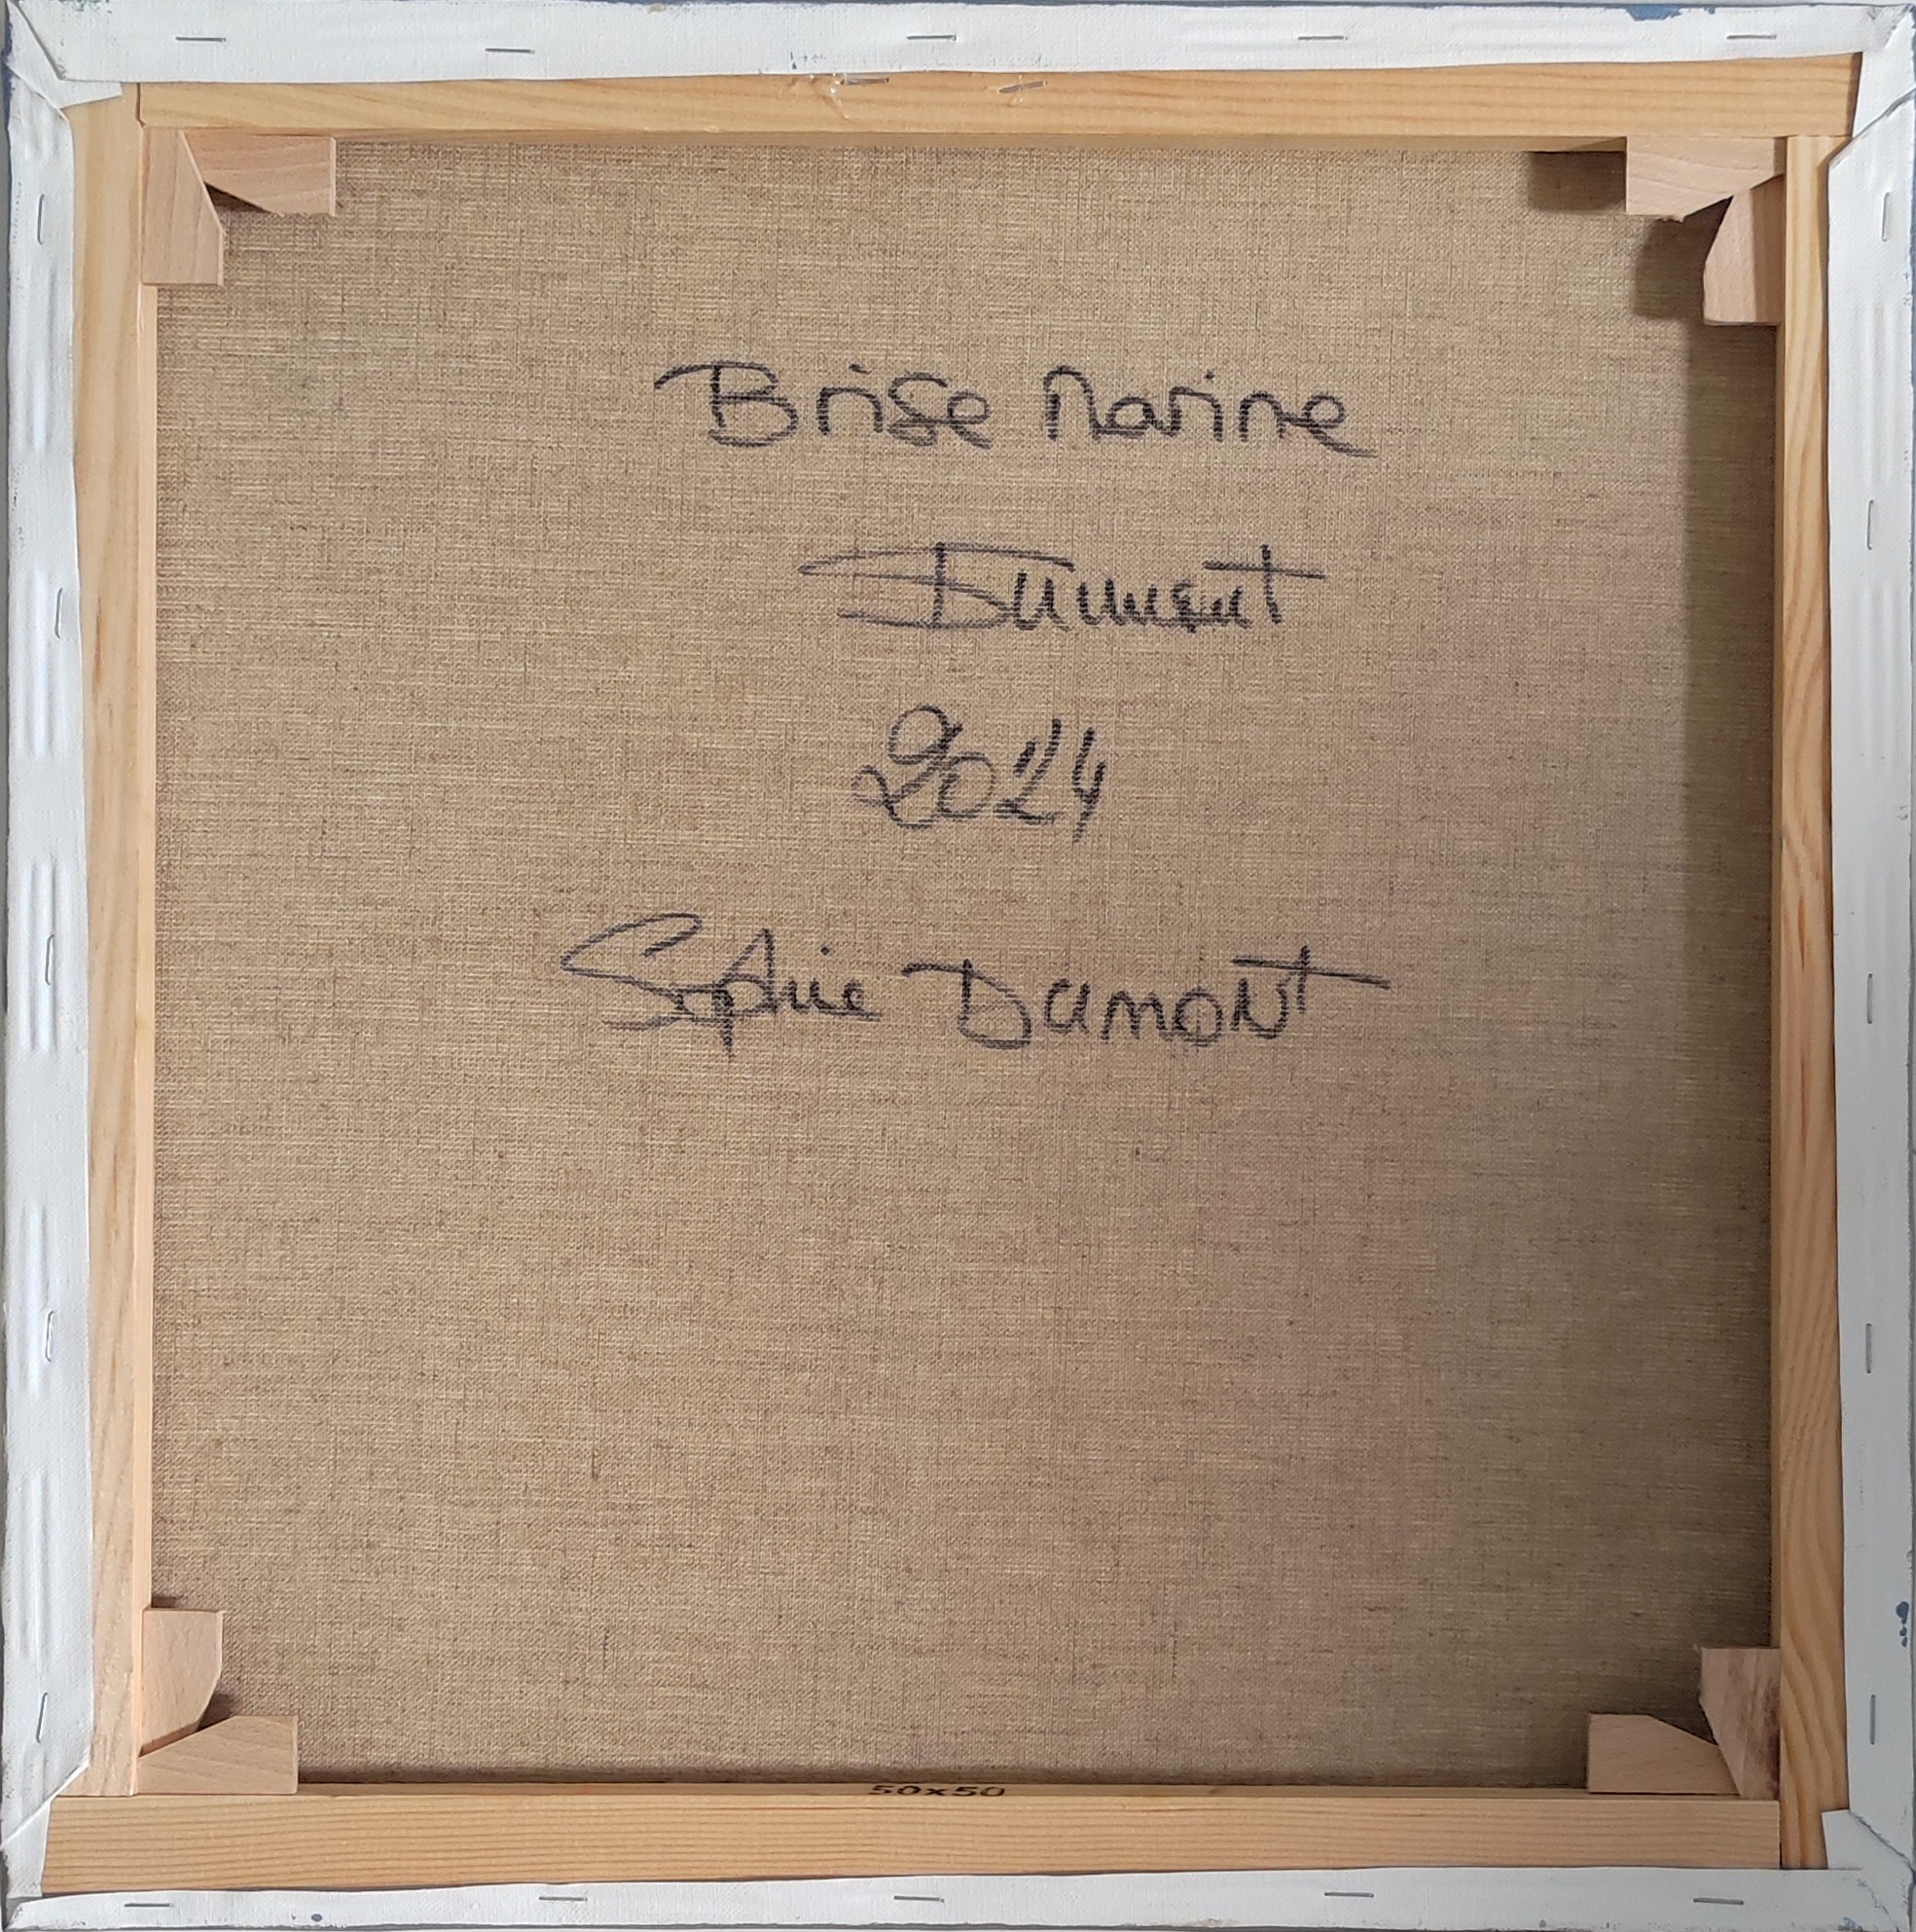 Brise Marine
Dumont
2024
Sophie Dumont
50x50